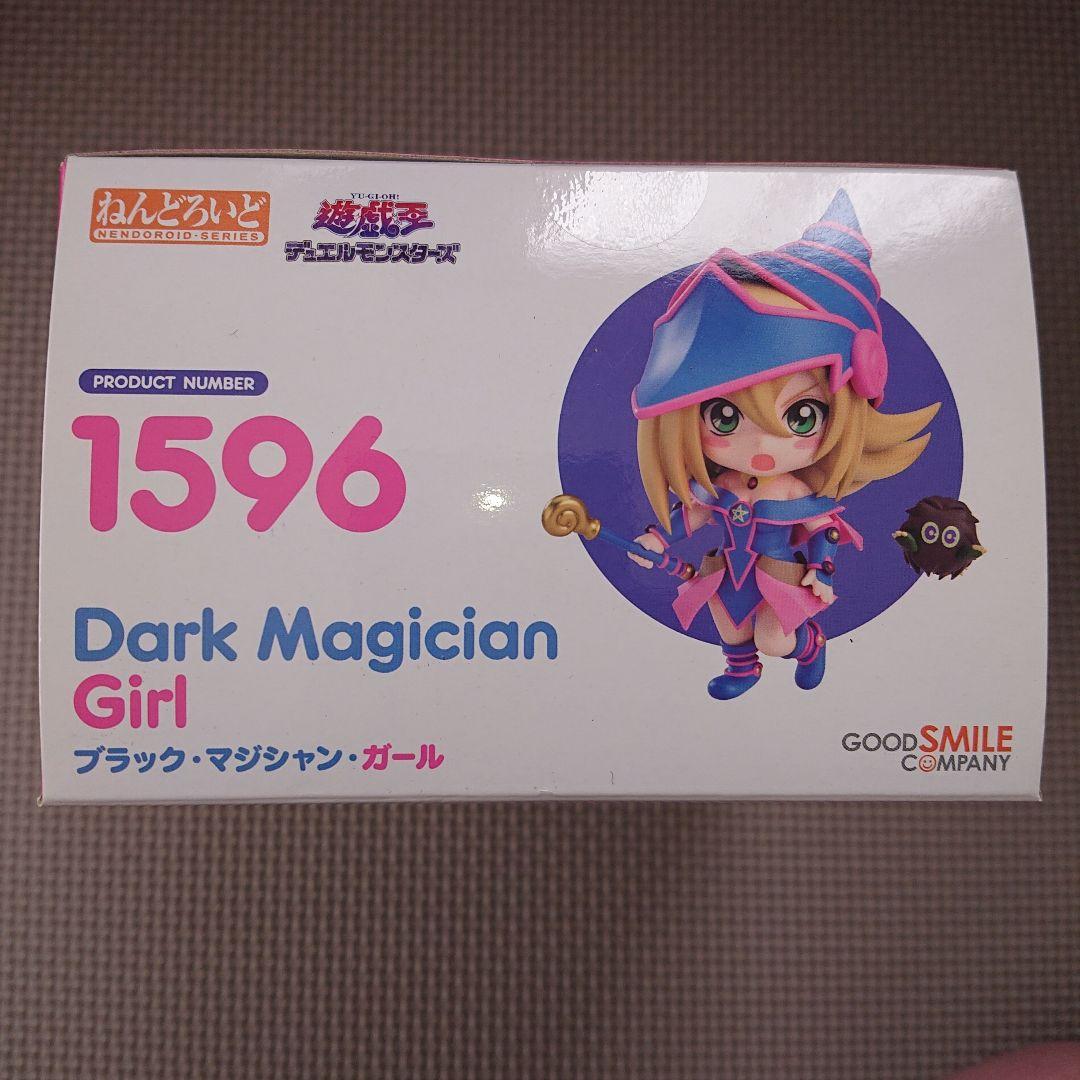 ねんどろいど
NENDOROID·SERIES
YU-GI-OH!
遊戯王
デュエルモンスターズ
PRODUCT NUMBER
1596
Dark Magician
Girl
ブラック・マジシャン・ガール
GOOD SMILE
COMPANY